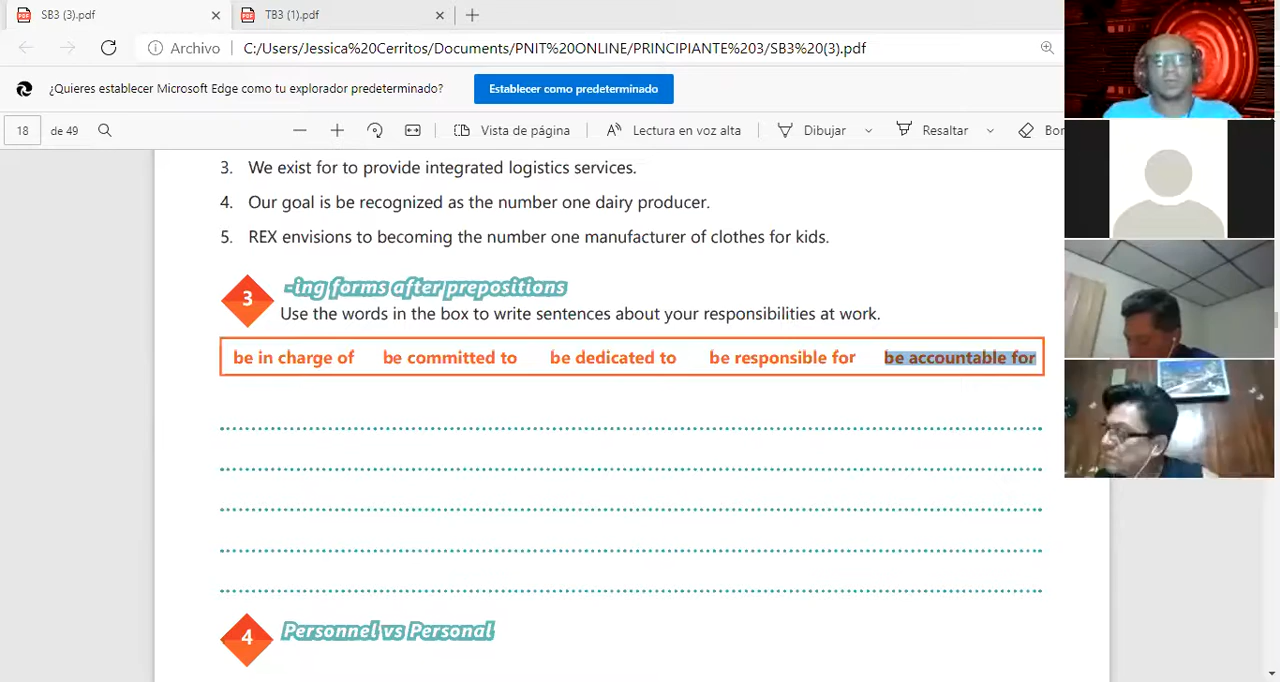 SB3 (3).pdf
TB3 (1).pdf
Archivo
C:/Users/Jessica%20Cerritos/Documents/PNIT%20ONLINE/PRINCIPIANTE%203/SB3%20(3).pdf
¿Quieres establecer Microsoft Edge como tu explorador predeterminado?
Establecer como predeterminado
18 de 49
Vista de página
Lectura en voz alta
Dibujar
Resaltar
Bor
3. We exist for to provide integrated logistics services.
4. Our goal is be recognized as the number one dairy producer.
5. REX envisions to becoming the number one manufacturer of clothes for kids.
3 -ing forms after prepositions
Use the words in the box to write sentences about your responsibilities at work.
be in charge of be committed to be dedicated to be responsible for be accountable for
4 Personnel vs Personal